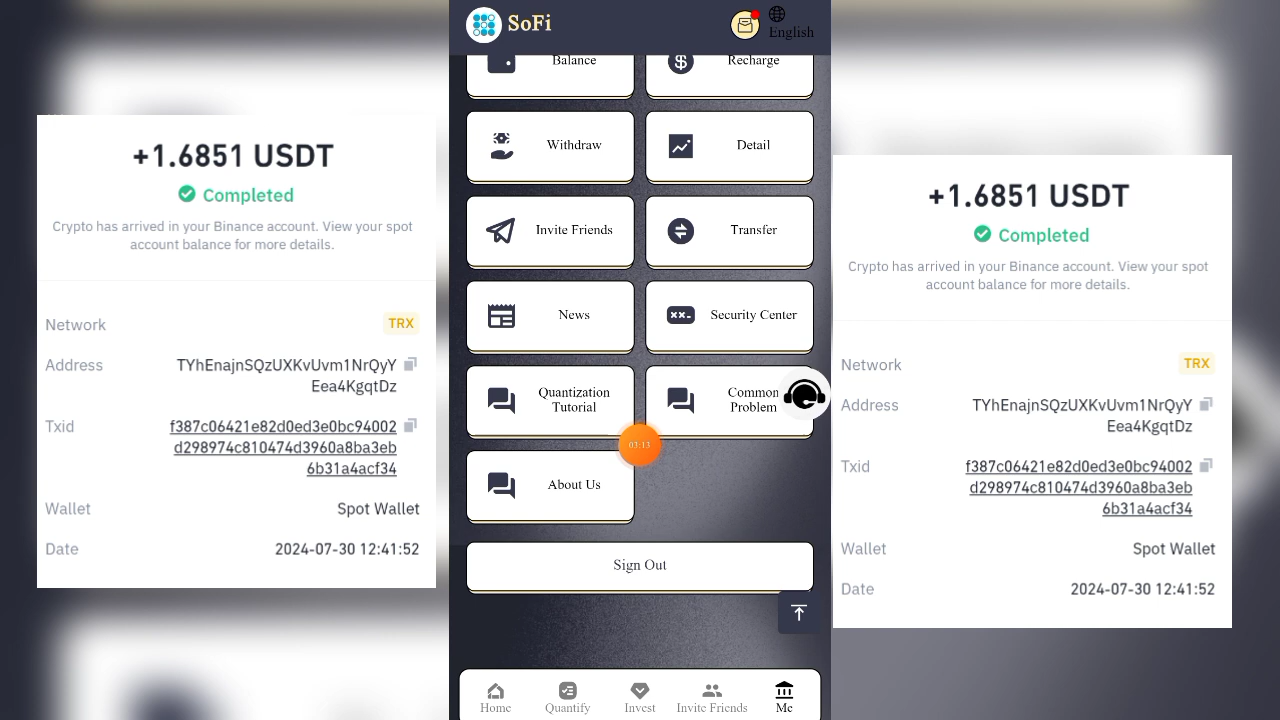 +1.6851 USDT
Completed
Crypto has arrived in your Binance account. View your spot
account balance for more details.
Network
TRX
Address
TYhEnajnSQzUXKvUvm1NrQyY
Eea4KgqtDz
Txid
f387c06421e82d0ed3e0bc94002
d298974c810474d3960a8ba3eb
6b31a4acf34
Wallet
Spot Wallet
Date
2024-07-30 12:41:52
SoFi
English
Balance
Recharge
Withdraw
Detail
Invite Friends
Transfer
News
Security Center
Quantization
Tutorial
Common
Problem
03:13
About Us
Sign Out
Home
Quantify
Invest
Invite Friends
Me
+1.6851 USDT
Completed
Crypto has arrived in your Binance account. View your spot
account balance for more details.
Network
TRX
Address
TYhEnajnSQzUXKvUvm1NrQyY
Eea4KgqtDz
Txid
f387c06421e82d0ed3e0bc94002
d298974c810474d3960a8ba3eb
6b31a4acf34
Wallet
Spot Wallet
Date
2024-07-30 12:41:52